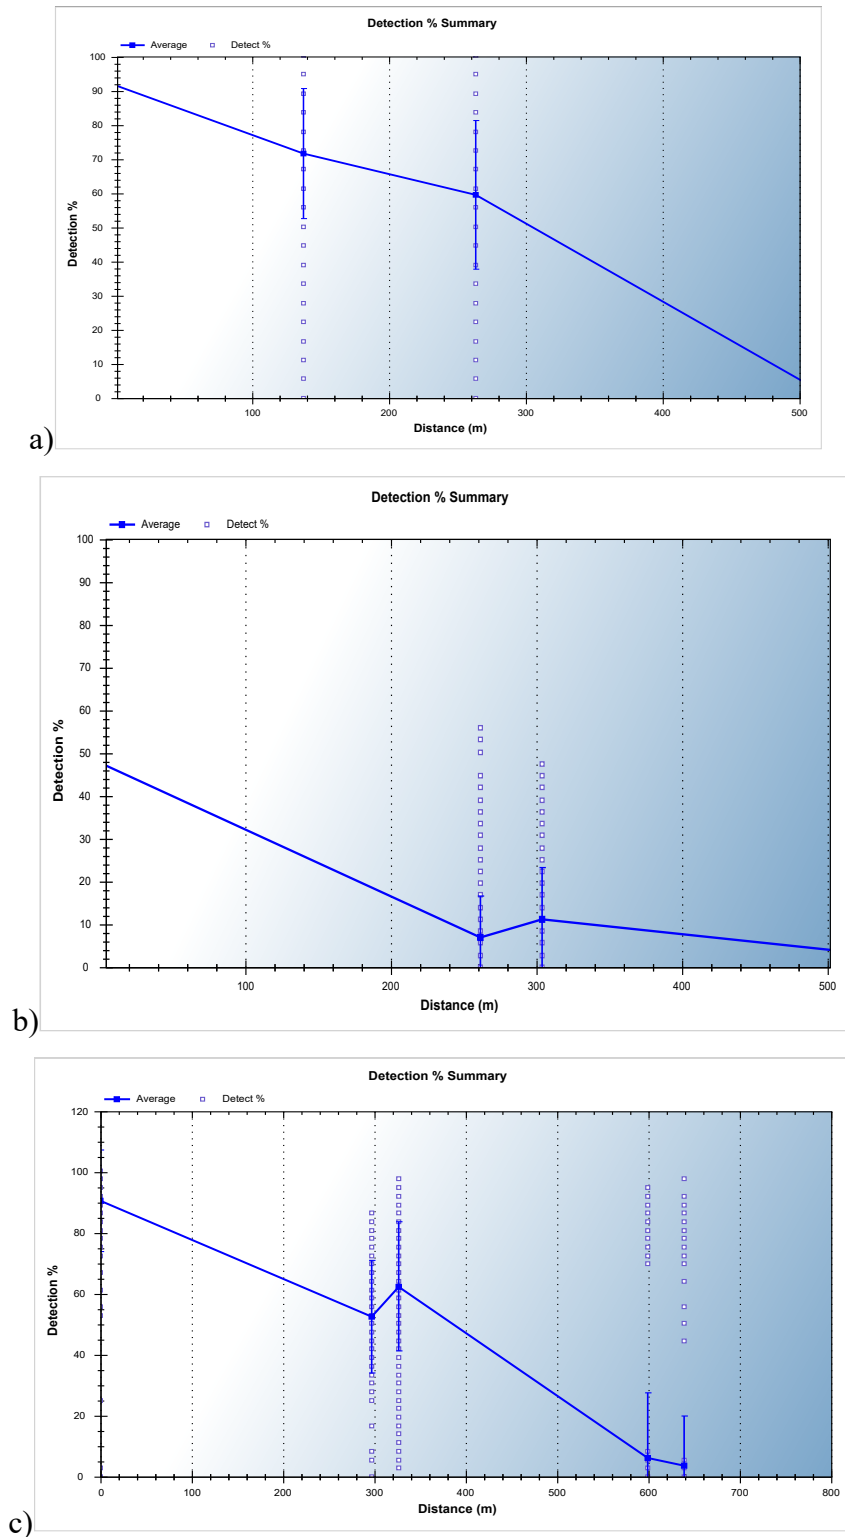 Detection % Summary
Average Detect %
100
90
80
70
60
50
40
30
20
10
0
Detection %
100 200 300 400 500
Distance (m)
a)
Detection % Summary
Average Detect %
100
90
80
70
60
50
40
30
20
10
0
Detection %
100 200 300 400 500
Distance (m)
b)
Detection % Summary
Average Detect %
120
100
80
60
40
20
0
Detection %
0 100 200 300 400 500 600 700 800
Distance (m)
c)